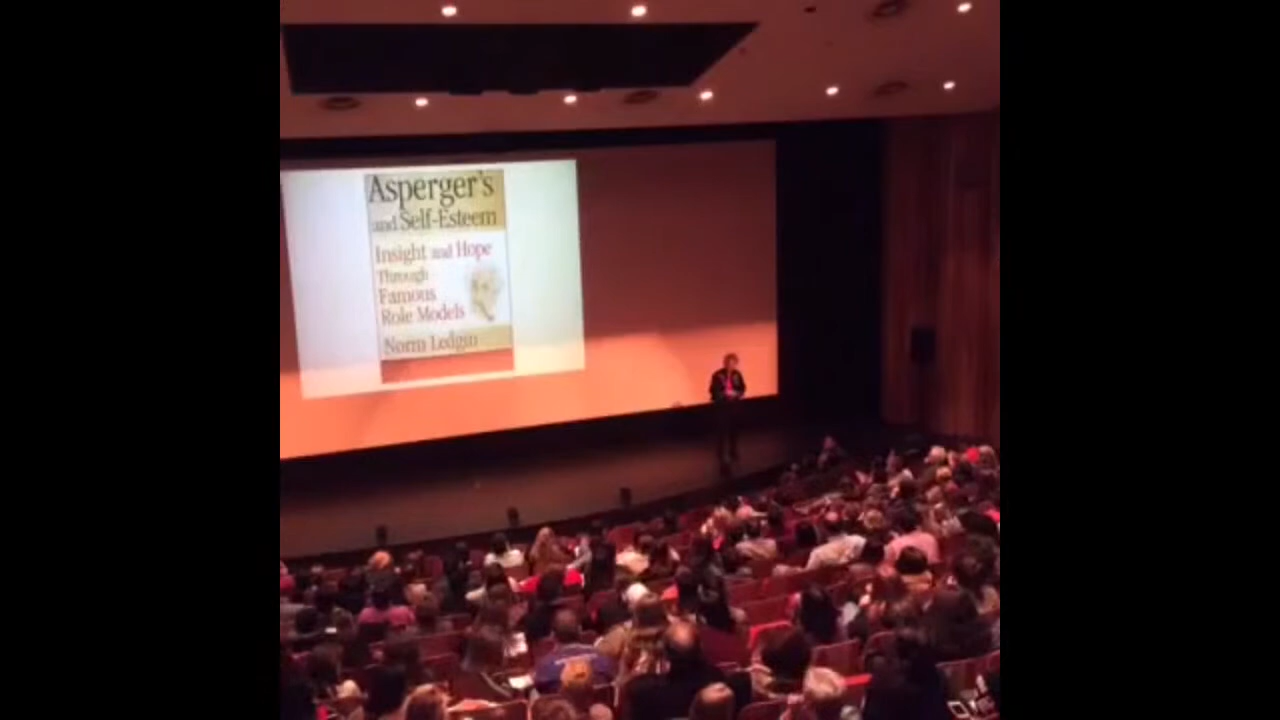 Asperger's
and Self-Esteem
Insight and Hope
Through
Famous
Role Models
Norm Ledgin